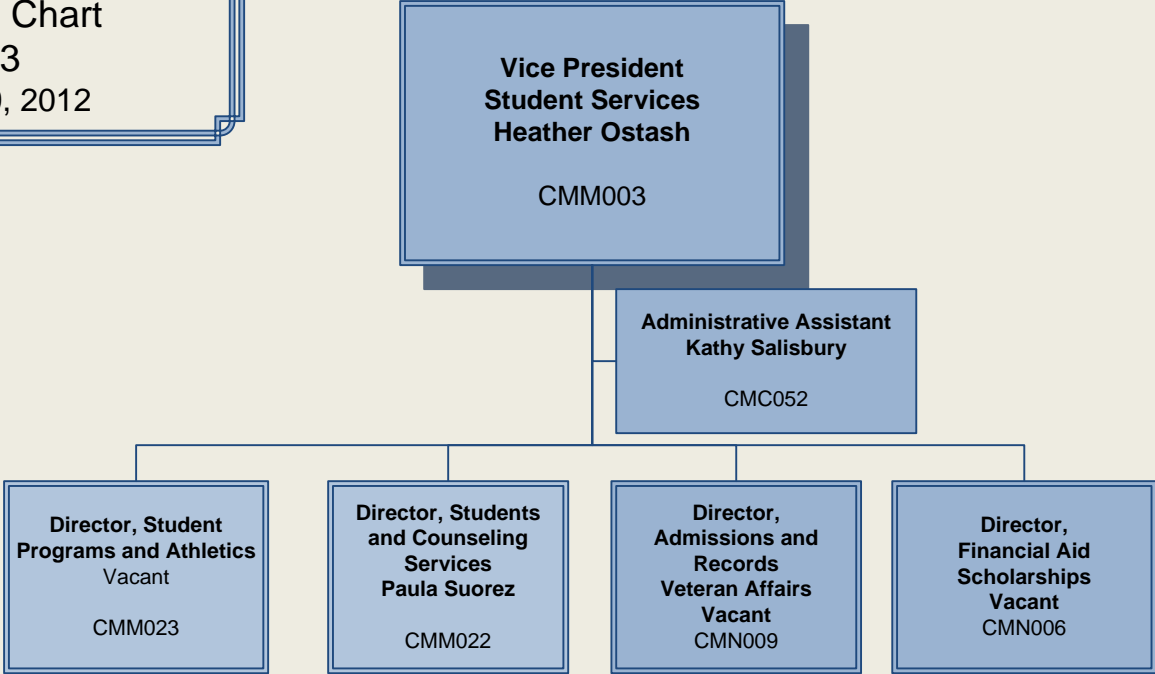 Chart
3
, 2012
Vice President
Student Services
Heather Ostash
CMM003
Administrative Assistant
Kathy Salisbury
CMC052
Director, Student
Programs and Athletics
Vacant
CMM023
Director, Students
and Counseling
Services
Paula Suorez
CMM022
Director,
Admissions and
Records
Veteran Affairs
Vacant
CMN009
Director,
Financial Aid
Scholarships
Vacant
CMN006